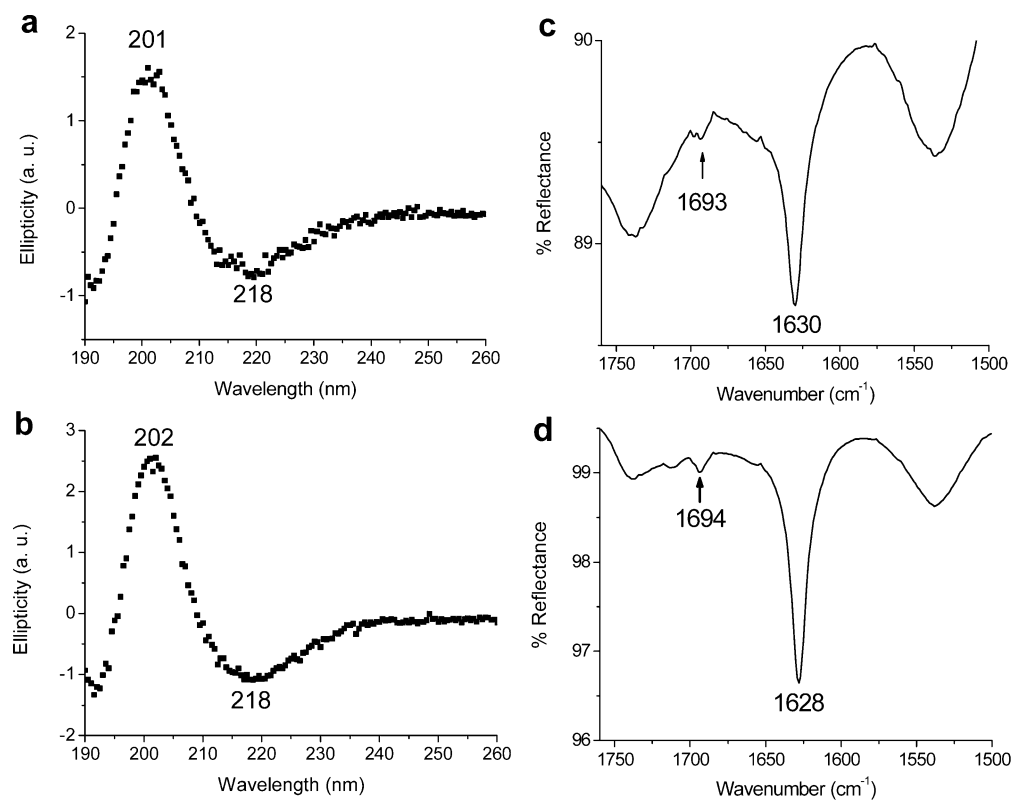 a
2
201
1
0
-1
218
Ellipticity (a. u.)
190 200 210 220 230 240 250 260
Wavelength (nm)
c
90
89
1693
1630
% Reflectance
1750 1700 1650 1600 1550 1500
Wavenumber (cm⁻¹)
b
3
202
2
1
0
-1
218
-2
Ellipticity (a. u.)
190 200 210 220 230 240 250 260
Wavelength (nm)
d
99
1694
98
97
1628
96
% Reflectance
1750 1700 1650 1600 1550 1500
Wavenumber (cm⁻¹)